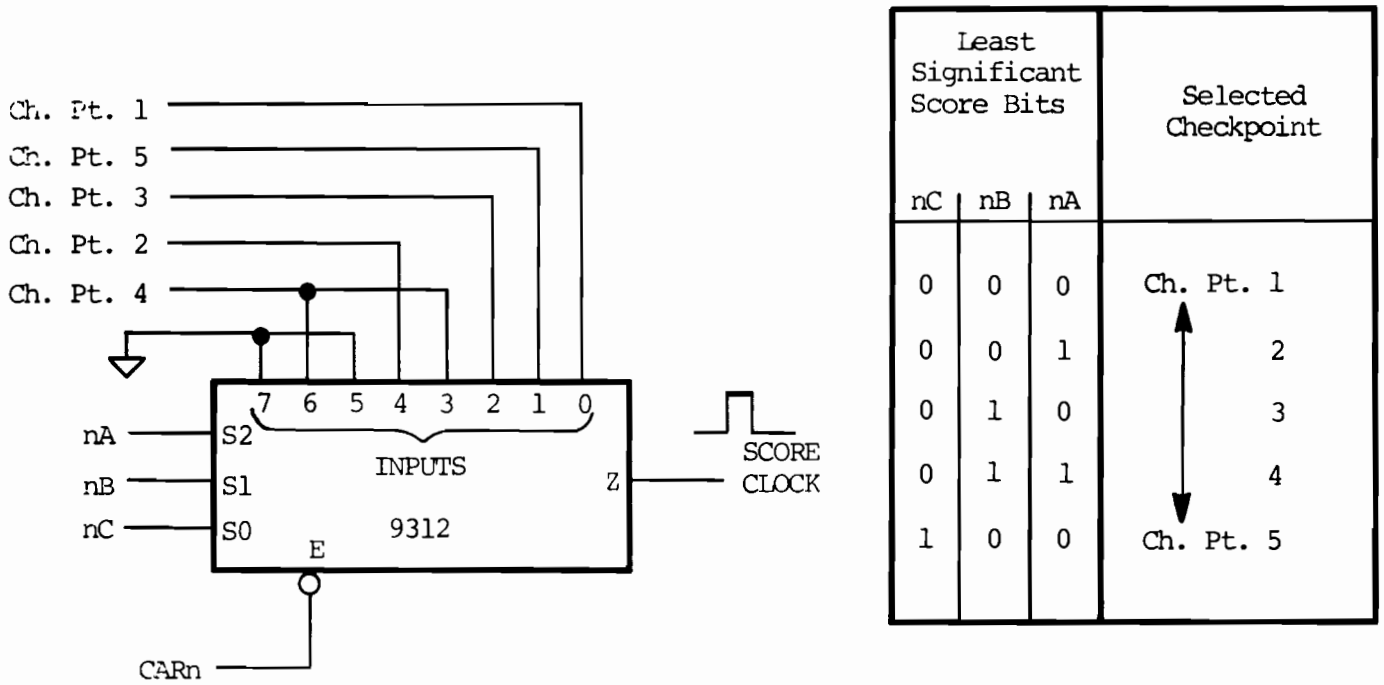 Ch. Pt. 1
Ch. Pt. 5
Ch. Pt. 3
Ch. Pt. 2
Ch. Pt. 4
7 6 5 4 3 2 1 0
INPUTS
nA S2
nB S1
nC S0
9312
E
Z
SCORE
CLOCK
CARn
Least
Significant
Score Bits
Selected
Checkpoint
nC nB nA
0 0 0 Ch. Pt. 1
0 0 1 2
0 1 0 3
0 1 1 4
1 0 0 Ch. Pt. 5